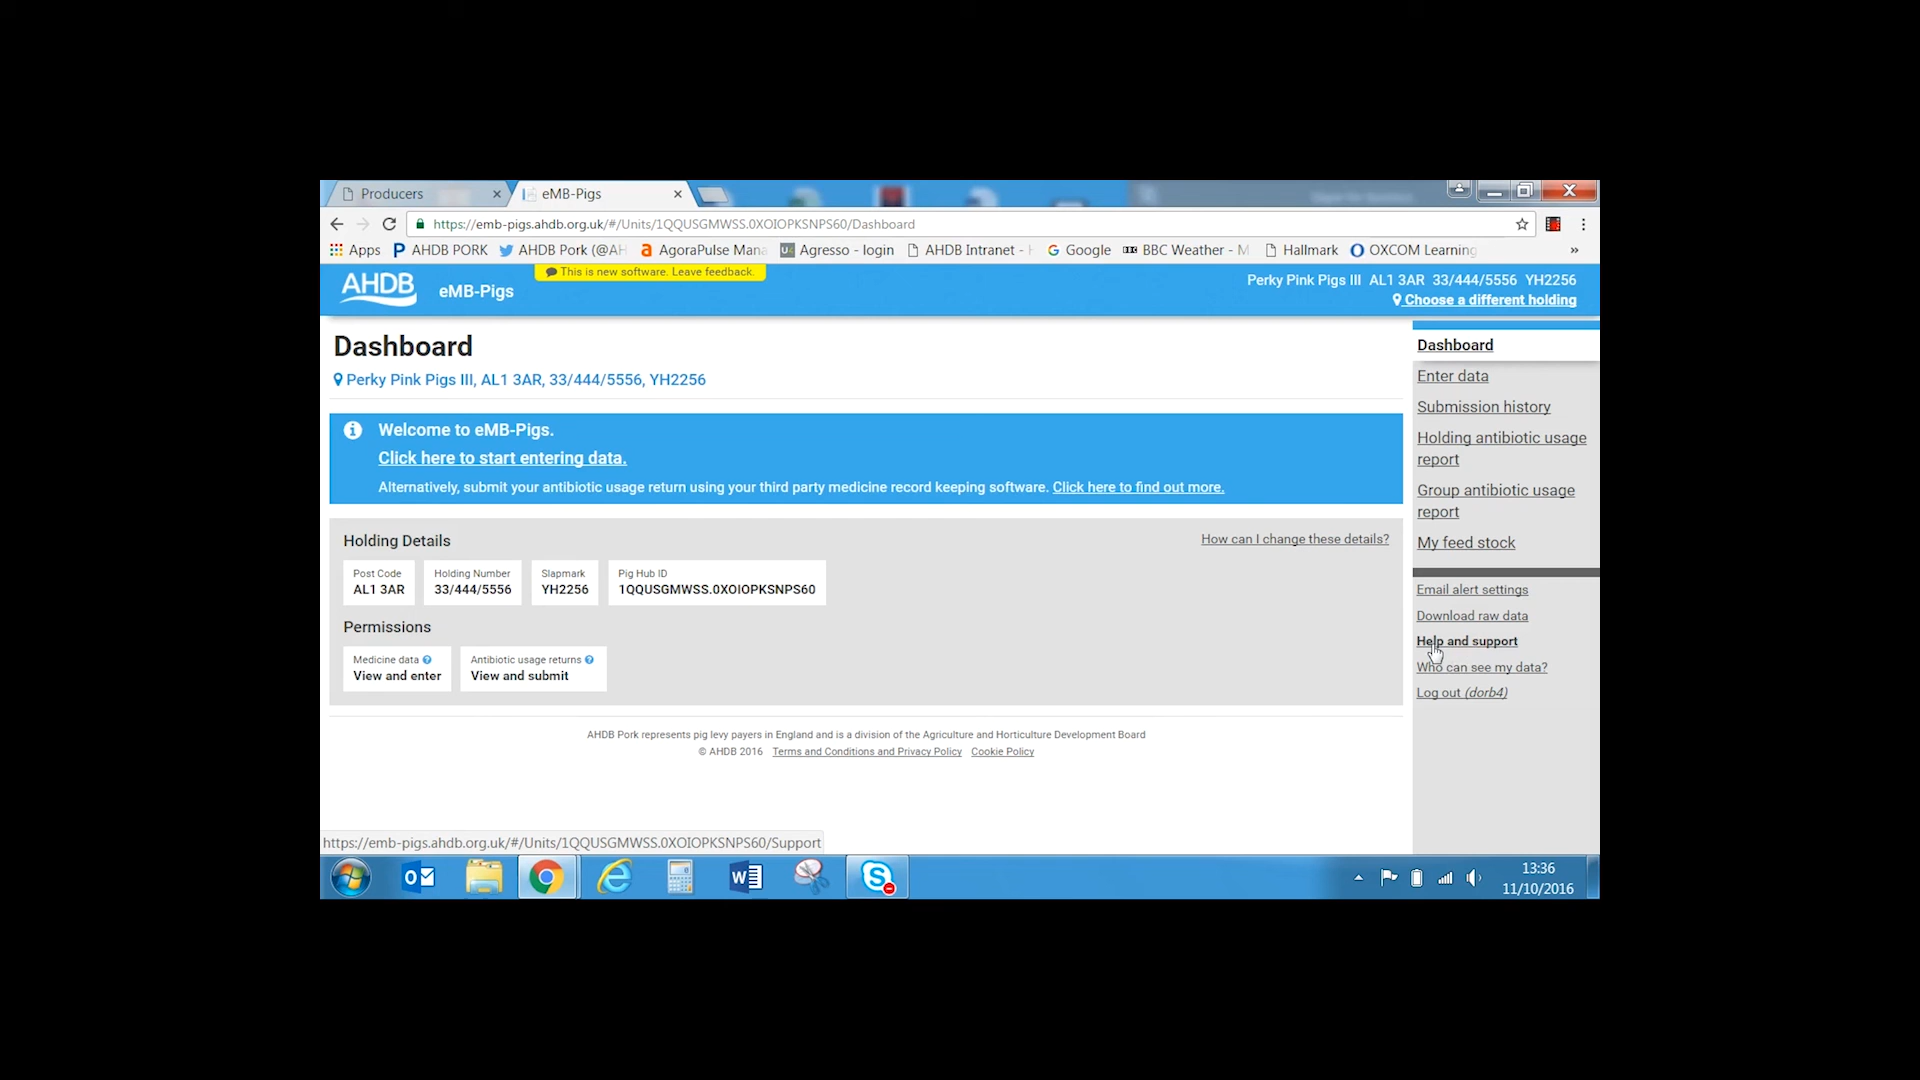 Producers
eMB-Pigs
https://emb-pigs.ahdb.org.uk/#/Units/1QQUSGMWSS.0XOIOPKSNPS60/Dashboard
Apps AHDB PORK AHDB Pork (@AH AgoraPulse Mana Agresso - login AHDB Intranet - Google BBC Weather - M Hallmark OXCOM Learning »
This is new software. Leave feedback.
AHDB eMB-Pigs
Perky Pink Pigs III AL1 3AR 33/444/5556 YH2256
Choose a different holding
Dashboard
Perky Pink Pigs III, AL1 3AR, 33/444/5556, YH2256
Welcome to eMB-Pigs.
Click here to start entering data.
Alternatively, submit your antibiotic usage return using your third party medicine record keeping software. Click here to find out more.
Holding Details
How can I change these details?
Post Code
AL1 3AR
Holding Number
33/444/5556
Slapmark
YH2256
Pig Hub ID
1QQUSGMWSS.0XOIOPKSNPS60
Permissions
Medicine data
View and enter
Antibiotic usage returns
View and submit
AHDB Pork represents pig levy payers in England and is a division of the Agriculture and Horticulture Development Board
© AHDB 2016 Terms and Conditions and Privacy Policy Cookie Policy
Dashboard
Enter data
Submission history
Holding antibiotic usage
report
Group antibiotic usage
report
My feed stock
Email alert settings
Download raw data
Help and support
Who can see my data?
Log out (dorb4)
https://emb-pigs.ahdb.org.uk/#/Units/1QQUSGMWSS.0XOIOPKSNPS60/Support
13:36
11/10/2016